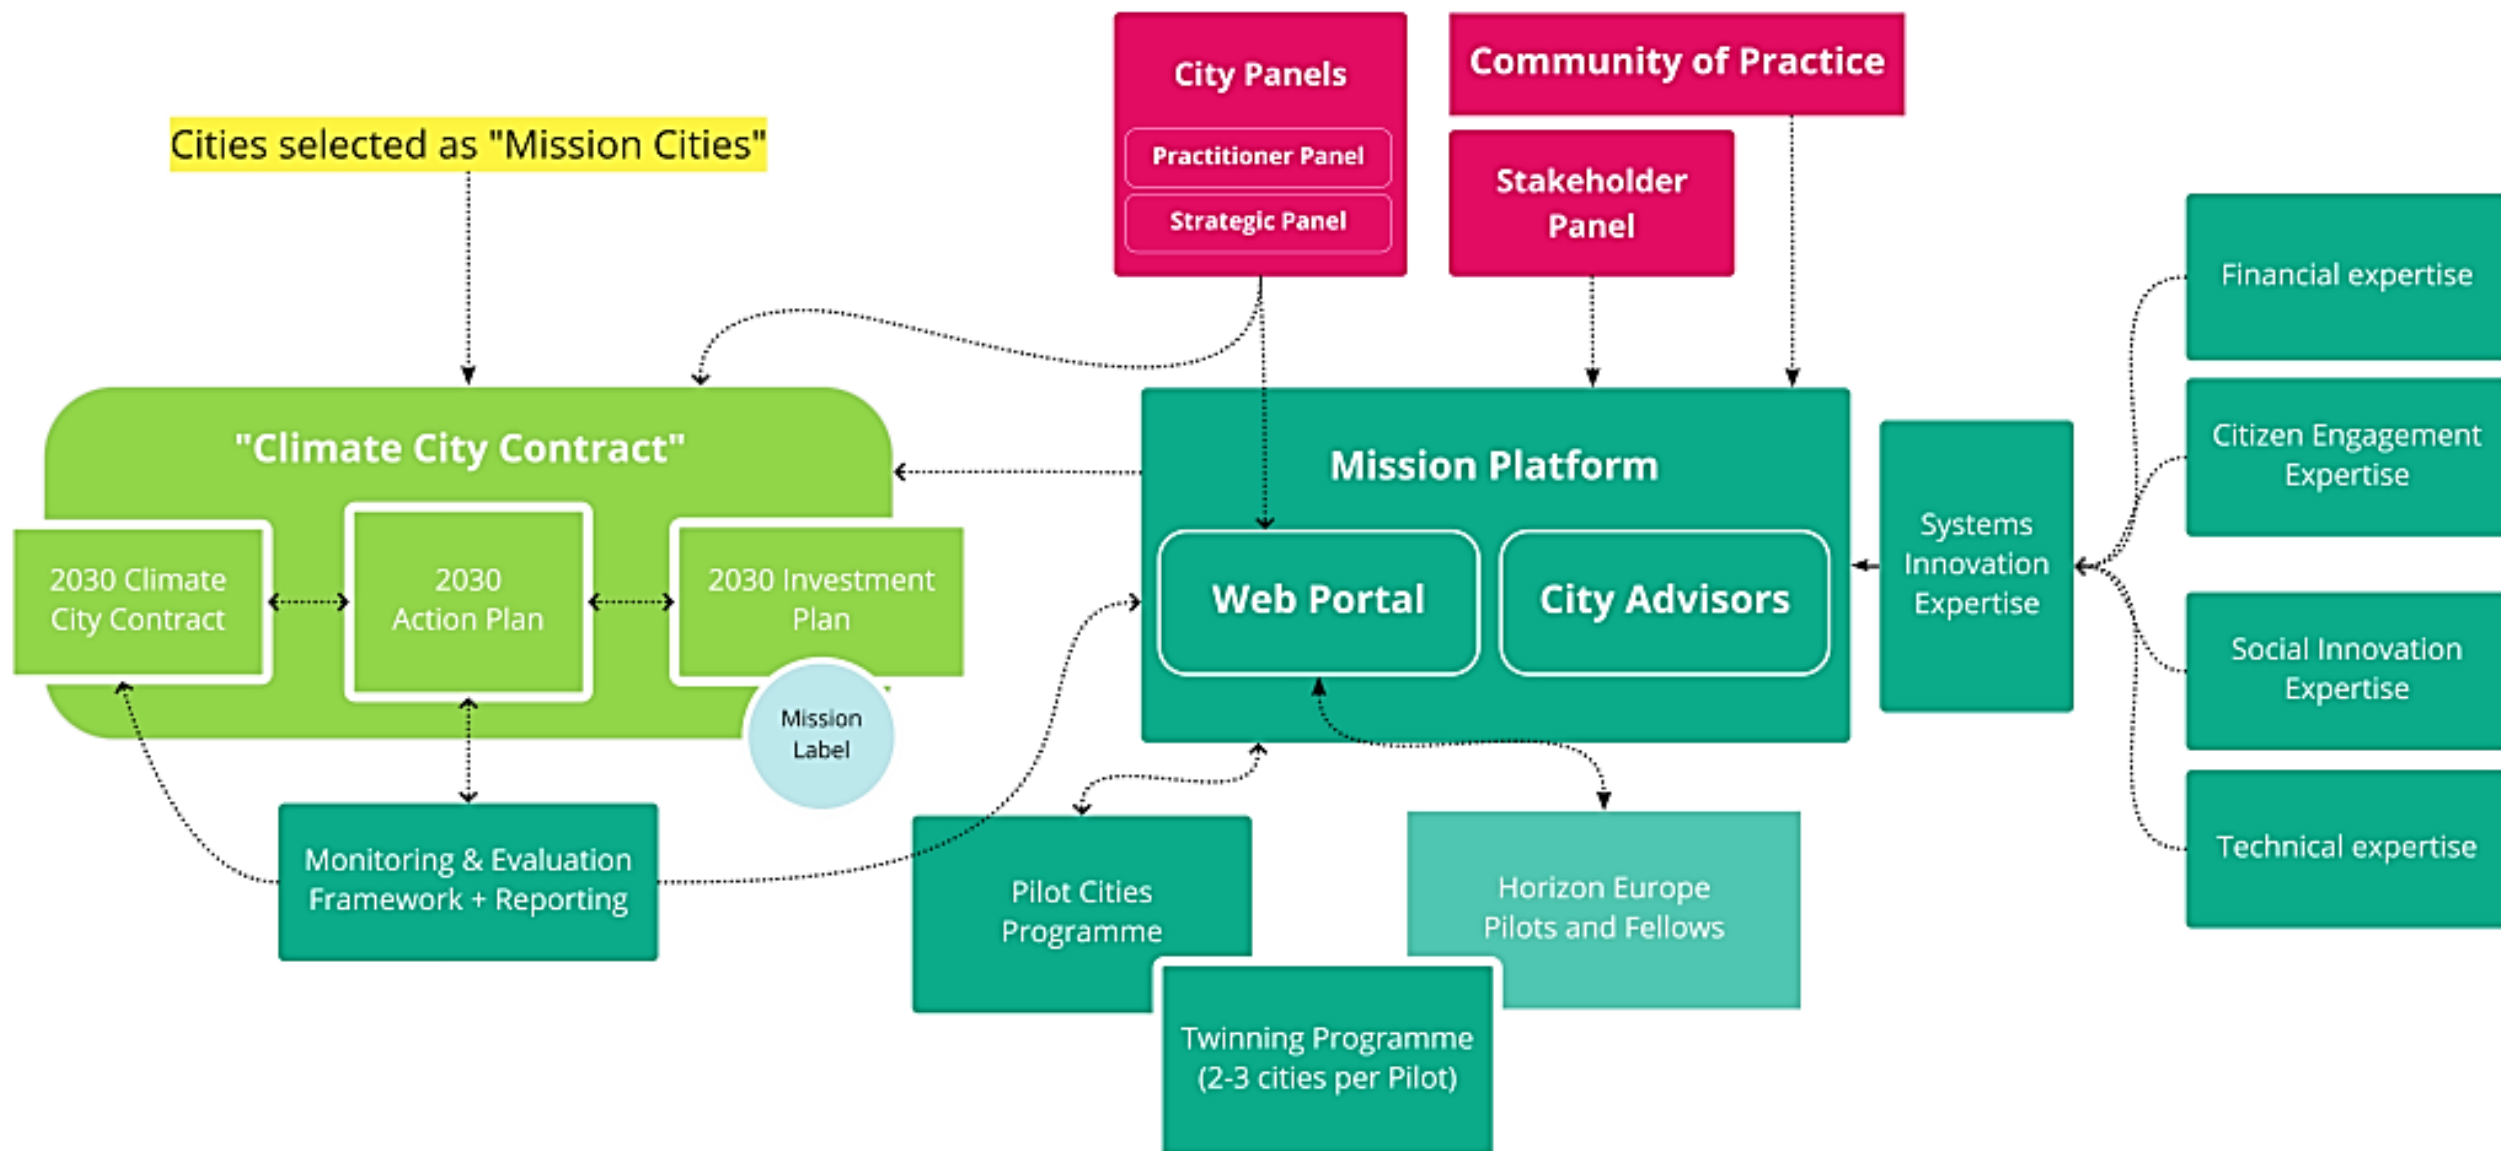 City Panels
Practitioner Panel
Strategic Panel
Community of Practice
Stakeholder
Panel
Cities selected as "Mission Cities"
"Climate City Contract"
2030 Climate
City Contract
2030
Action Plan
2030 Investment
Plan
Mission
Label
Monitoring & Evaluation
Framework + Reporting
Mission Platform
Web Portal
City Advisors
Systems
Innovation
Expertise
Financial expertise
Citizen Engagement
Expertise
Social Innovation
Expertise
Technical expertise
Pilot Cities
Programme
Horizon Europe
Pilots and Fellows
Twinning Programme
(2-3 cities per Pilot)